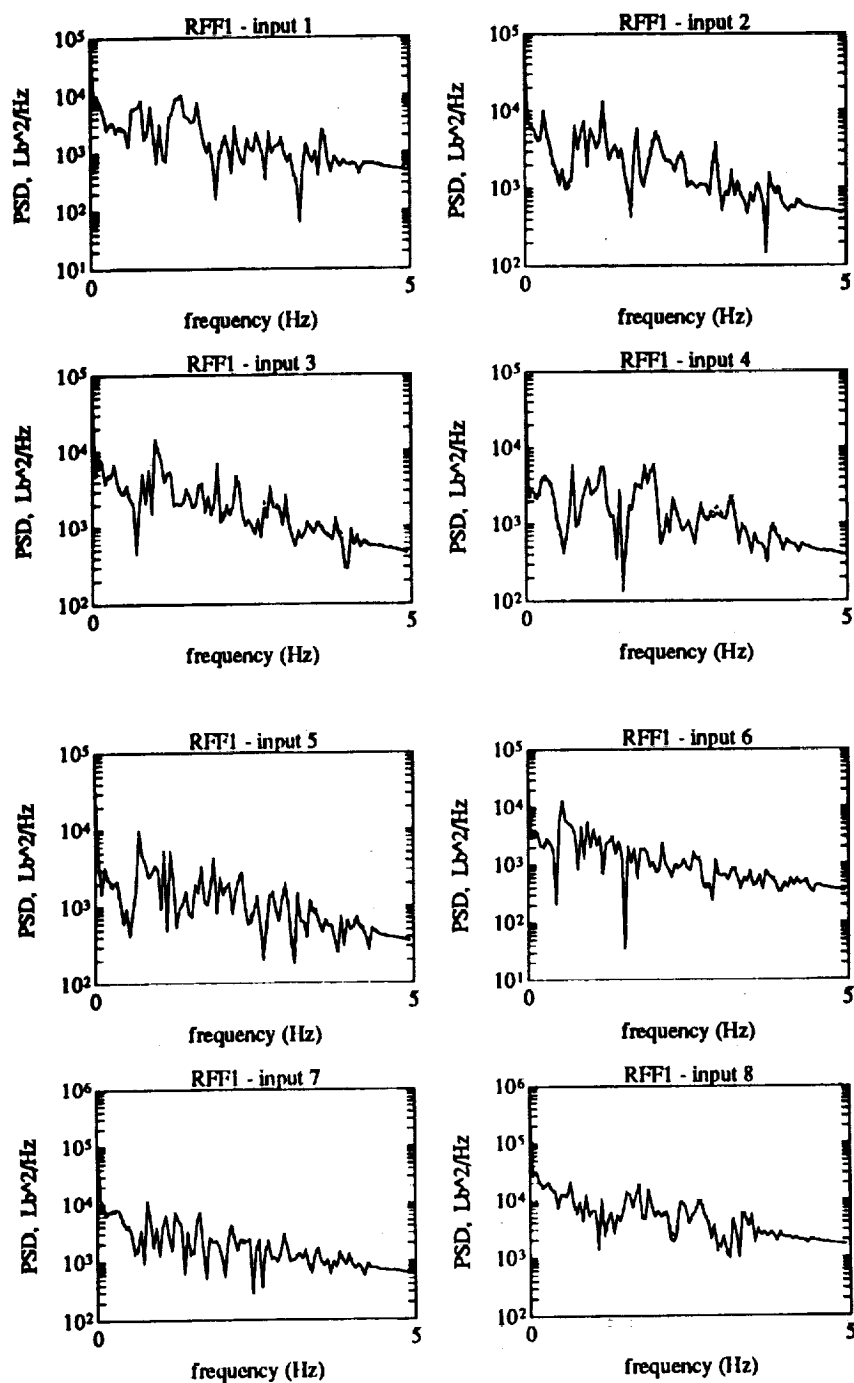 RFF1 - input 1
PSD, Lb^2/Hz
10⁵
10⁴
10³
10²
10¹
0
5
frequency (Hz)
RFF1 - input 2
PSD, Lb^2/Hz
10⁵
10⁴
10³
10²
0
5
frequency (Hz)
RFF1 - input 3
PSD, Lb^2/Hz
10⁵
10⁴
10³
10²
0
5
frequency (Hz)
RFF1 - input 4
PSD, Lb^2/Hz
10⁵
10⁴
10³
10²
0
5
frequency (Hz)
RFF1 - input 5
PSD, Lb^2/Hz
10⁵
10⁴
10³
10²
0
5
frequency (Hz)
RFF1 - input 6
PSD, Lb^2/Hz
10⁵
10⁴
10³
10²
10¹
0
5
frequency (Hz)
RFF1 - input 7
PSD, Lb^2/Hz
10⁶
10⁵
10⁴
10³
10²
0
5
frequency (Hz)
RFF1 - input 8
PSD, Lb^2/Hz
10⁶
10⁵
10⁴
10³
10²
0
5
frequency (Hz)